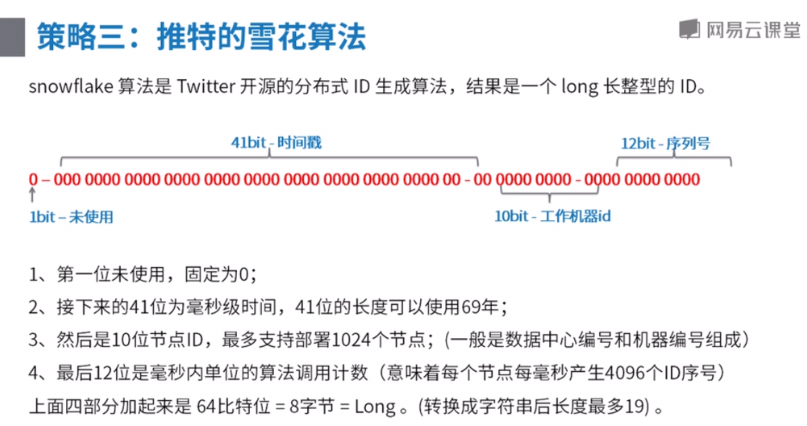 策略三：推特的雪花算法
网易云课堂
snowflake 算法是 Twitter 开源的分布式 ID 生成算法，结果是一个 long 长整型的 ID。
41bit - 时间戳
12bit - 序列号
0 – 000 0000 0000 0000 0000 0000 0000 0000 0000 0000 00 - 00 0000 0000 - 0000 0000 0000
1bit – 未使用
10bit - 工作机器id
1、第一位未使用，固定为0；
2、接下来的41位为毫秒级时间，41位的长度可以使用69年；
3、然后是10位节点ID，最多支持部署1024个节点；(一般是数据中心编号和机器编号组成）
4、最后12位是毫秒内单位的算法调用计数（意味着每个节点每毫秒产生4096个ID序号）
上面四部分加起来是 64比特位 = 8字节 = Long 。(转换成字符串后长度最多19) 。